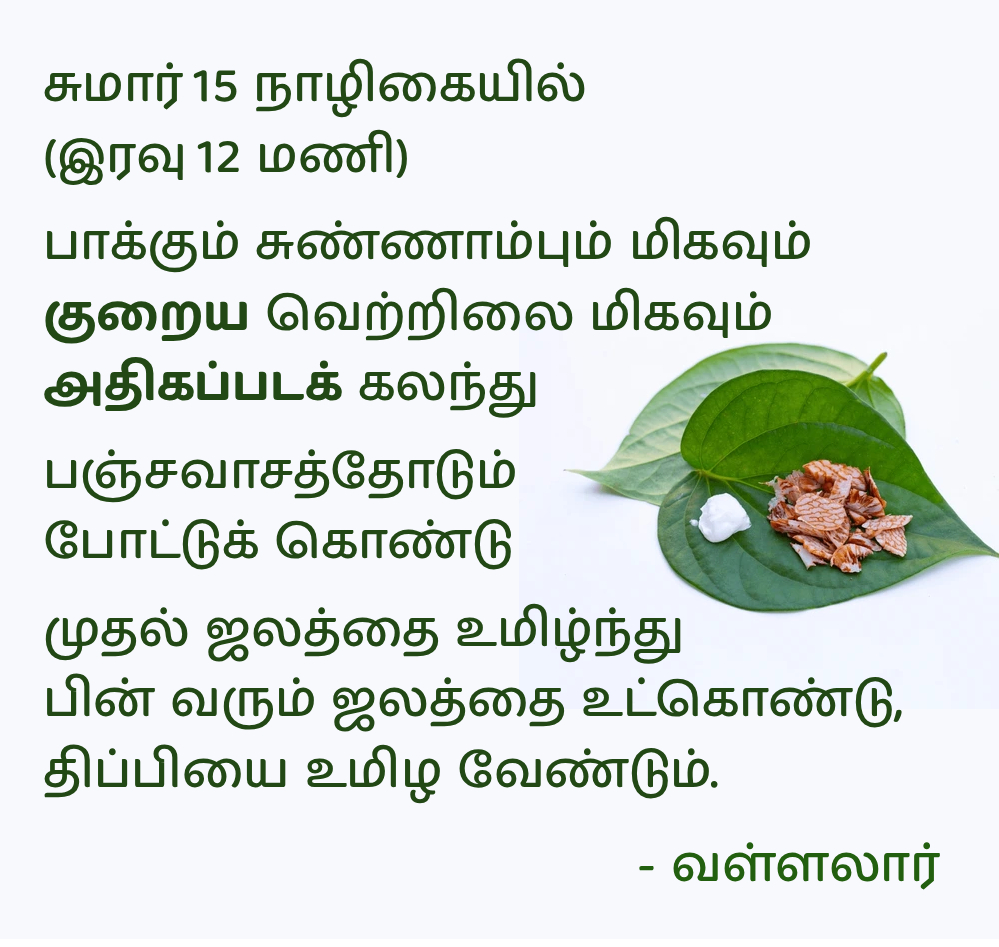 சுமார் 15 நாழிகையில்
(இரவு 12 மணி)
பாக்கும் சுண்ணாம்பும் மிகவும்
குறைய வெற்றிலை மிகவும்
அதிகப்படக் கலந்து
பஞ்சவாசத்தோடும்
போட்டுக் கொண்டு
முதல் ஜலத்தை உமிழ்ந்து
பின் வரும் ஜலத்தை உட்கொண்டு,
திப்பியை உமிழ வேண்டும்.
- வள்ளலார்